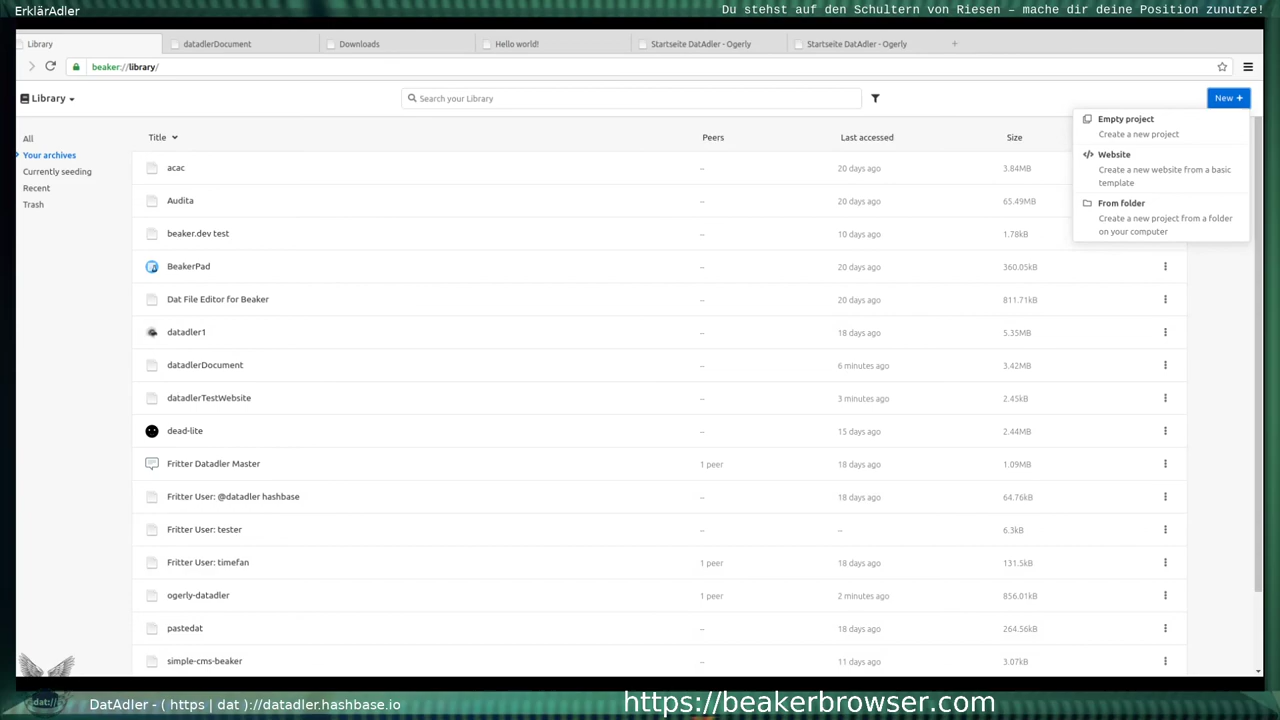 ErklärAdler
Du stehst auf den Schultern von Riesen – mache dir deine Position zunutze!
Library
datadlerDocument
Downloads
Hello world!
Startseite DatAdler - Ogerly
Startseite DatAdler - Ogerly
beaker://library/
Library
Search your Library
New +
Empty project
Create a new project
Website
Create a new website from a basic
template
From folder
Create a new project from a folder
on your computer
All
Your archives
Currently seeding
Recent
Trash
Title Peers Last accessed Size
acac – 20 days ago 3.84MB
Audita – 20 days ago 65.49MB
beaker.dev test – 10 days ago 1.78kB
BeakerPad – 20 days ago 360.05kB
Dat File Editor for Beaker – 20 days ago 811.71kB
datadler1 – 18 days ago 5.35MB
datadlerDocument – 6 minutes ago 3.42MB
datadlerTestWebsite – 3 minutes ago 2.45kB
dead-lite – 15 days ago 2.44MB
Fritter Datadler Master 1 peer 18 days ago 1.09MB
Fritter User: @datadler hashbase – 18 days ago 64.76kB
Fritter User: tester – – 6.3kB
Fritter User: timefan 1 peer 18 days ago 131.5kB
ogerly-datadler 1 peer 2 minutes ago 856.01kB
pastedat – 18 days ago 264.56kB
simple-cms-beaker – 11 days ago 3.07kB
dat://
DatAdler - ( https | dat )://datadler.hashbase.io
https://beakerbrowser.com